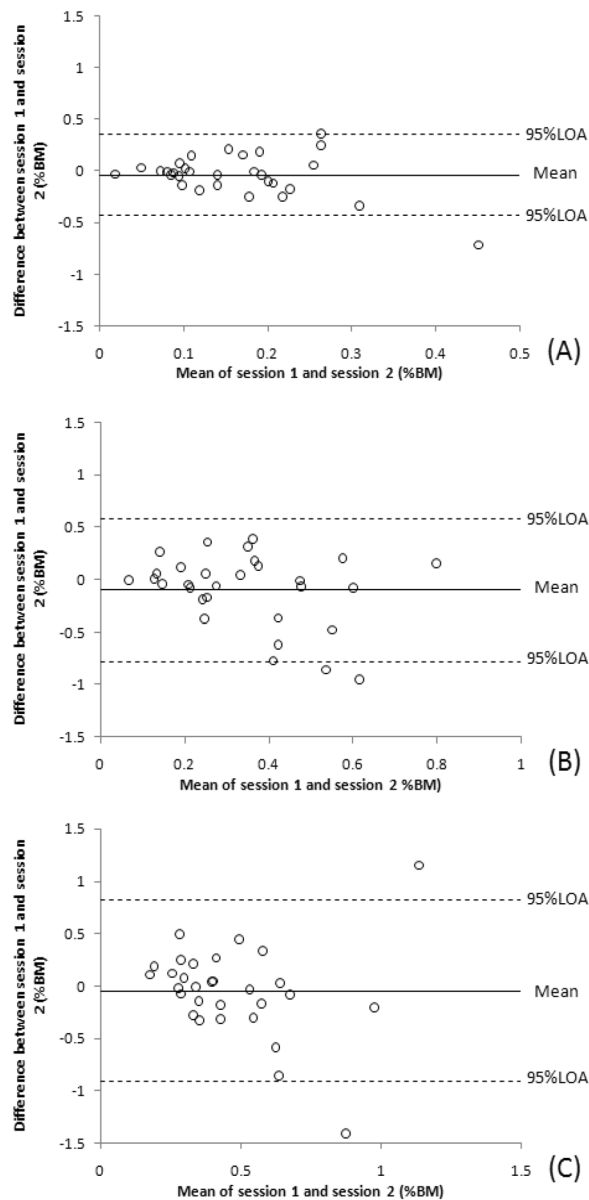 Difference between session 1 and session
2 (%BM)
1.5
1
0.5
0
-0.5
-1
-1.5
95%LOA
Mean
95%LOA
0 0.1 0.2 0.3 0.4 0.5
Mean of session 1 and session 2 (%BM)
(A)
Difference between session 1 and session
2 (%BM)
1.5
1
0.5
0
-0.5
-1
-1.5
95%LOA
Mean
95%LOA
0 0.2 0.4 0.6 0.8 1
Mean of session 1 and session 2 %BM)
(B)
Difference between session 1 and session
2 (%BM)
1.5
1
0.5
0
-0.5
-1
-1.5
95%LOA
Mean
95%LOA
0 0.5 1 1.5
Mean of session 1 and session 2 (%BM)
(C)